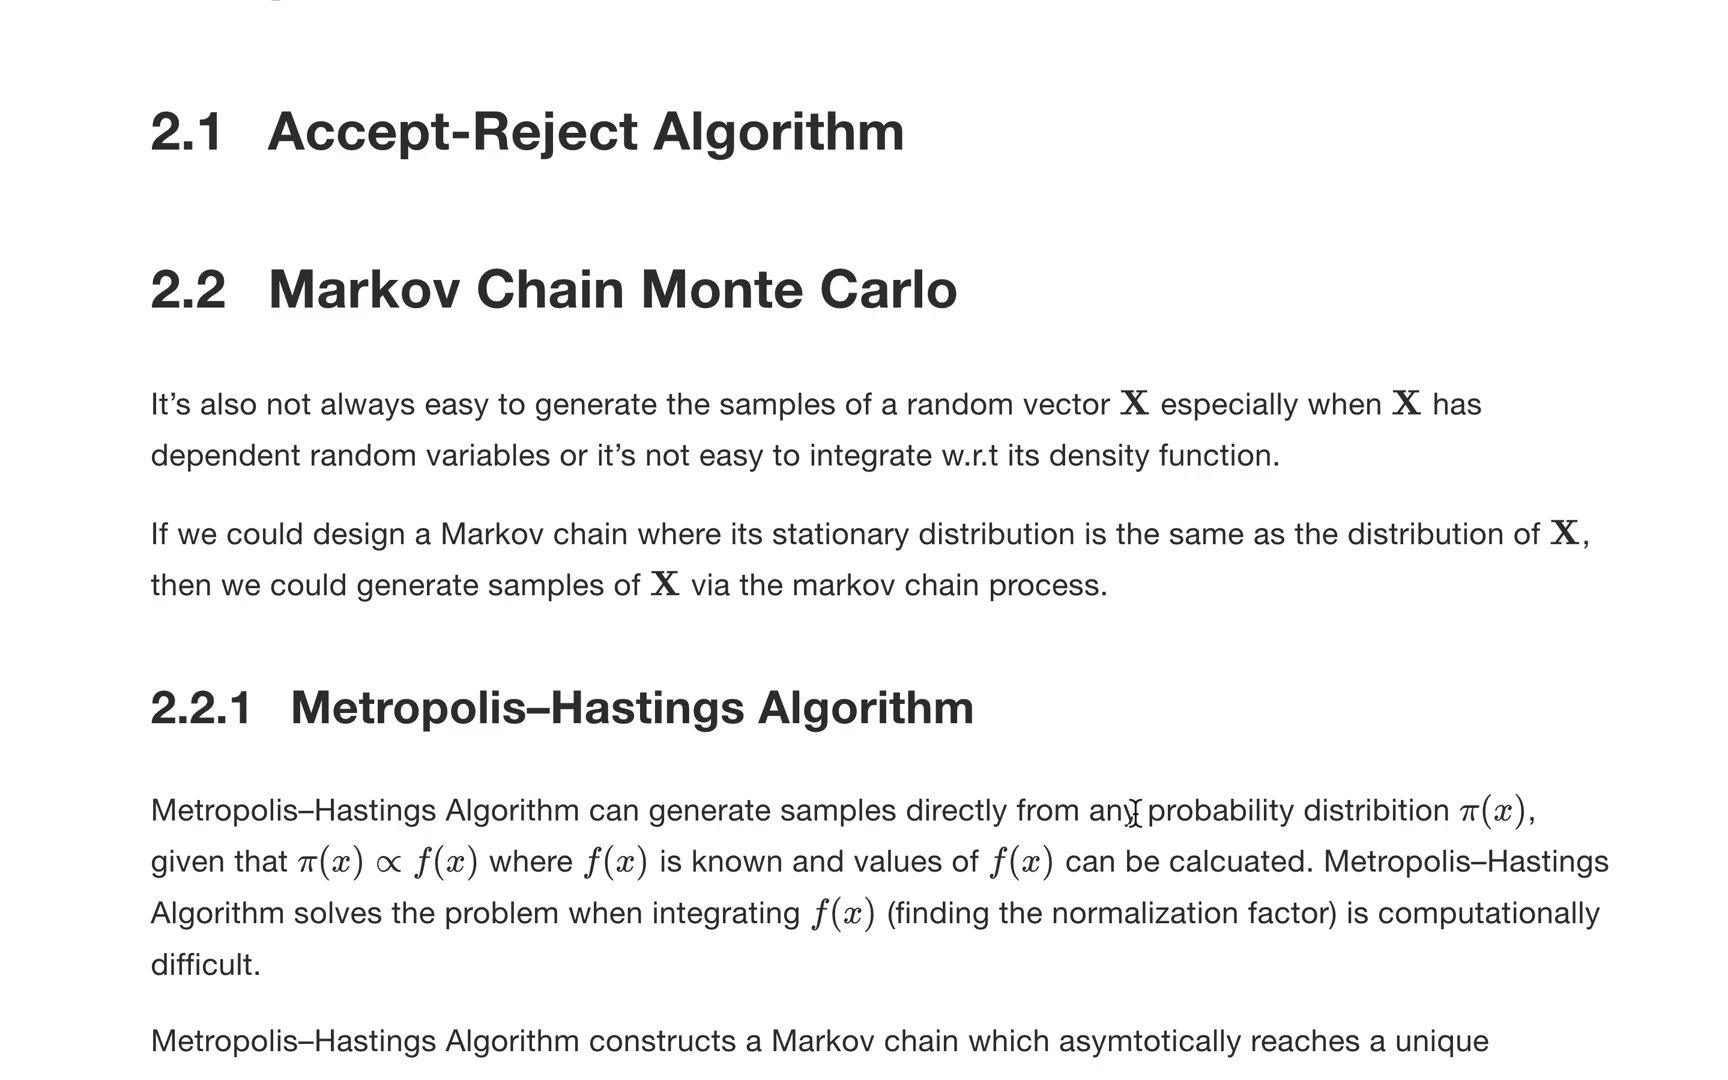 2.1 Accept-Reject Algorithm
2.2 Markov Chain Monte Carlo
It’s also not always easy to generate the samples of a random vector X especially when X has
dependent random variables or it’s not easy to integrate w.r.t its density function.
If we could design a Markov chain where its stationary distribution is the same as the distribution of X,
then we could generate samples of X via the markov chain process.
2.2.1 Metropolis–Hastings Algorithm
Metropolis–Hastings Algorithm can generate samples directly from any probability distribition π(x),
given that π(x) ∝ f(x) where f(x) is known and values of f(x) can be calcuated. Metropolis–Hastings
Algorithm solves the problem when integrating f(x) (finding the normalization factor) is computationally
difficult.
Metropolis–Hastings Algorithm constructs a Markov chain which asymtotically reaches a unique